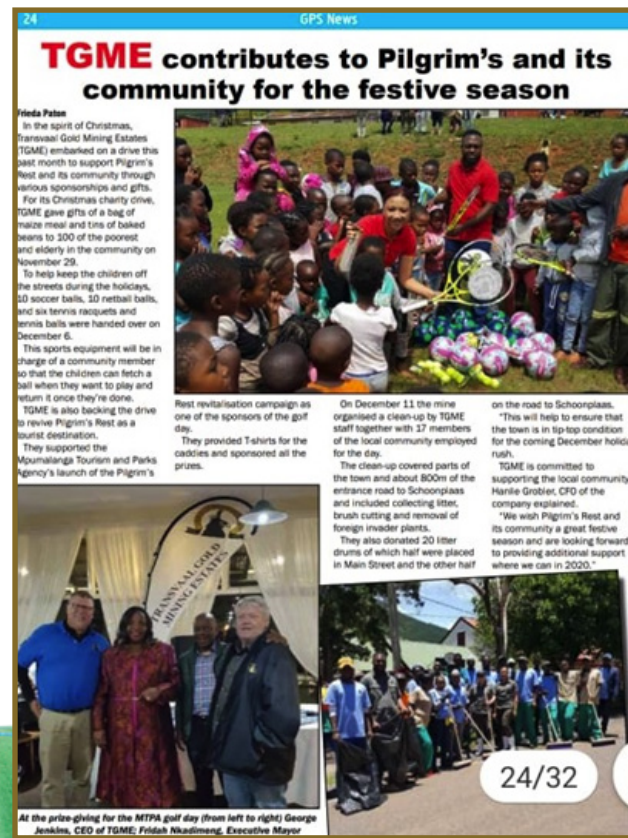 24
GPS News
TGME contributes to Pilgrim's and its
community for the festive season
Frieda Paton
In the spirit of Christmas,
Transvaal Gold Mining Estates
(TGME) embarked on a drive this
past month to support Pilgrim's
Rest and its community through
various sponsorships and gifts.
For its Christmas charity drive,
TGME gave gifts of a bag of
maize meal and tins of baked
beans to 100 of the poorest
and elderly in the community on
November 29.
To help keep the children off
the streets during the holidays,
10 soccer balls, 10 netball balls,
and six tennis racquets and
tennis balls were handed over on
December 6.
This sports equipment will be in
charge of a community member
so that the children can fetch a
ball when they want to play and
return it once they're done.
TGME is also backing the drive
to revive Pilgrim's Rest as a
tourist destination.
They supported the
Mpumalanga Tourism and Parks
Agency's launch of the Pilgrim's
Rest revitalisation campaign as
one of the sponsors of the golf
day.
They provided T-shirts for the
caddies and sponsored all the
prizes.
On December 11 the mine
organised a clean-up by TGME
staff together with 17 members
of the local community employed
for the day.
The clean-up covered parts of
the town and about 800m of the
entrance road to Schoonplaas
and included collecting litter,
brush cutting and removal of
foreign invader plants.
They also donated 20 litter
drums of which half were placed
in Main Street and the other half
on the road to Schoonplaas.
"This will help to ensure that
the town is in tip-top condition
for the coming December holida
rush.
TGME is committed to
supporting the local community
Hanlie Grobler, CFO of the
company explained.
"We wish Pilgrim's Rest and
its community a great festive
season and are looking forward
to providing additional support
where we can in 2020."
TRANSVAAL GOLD
MINING ESTATES
24/32
At the prize-giving for the MTPA golf day (from left to right) George
Jenkins, CEO of TGME; Fridah Nkadimeng, Executive Mayor